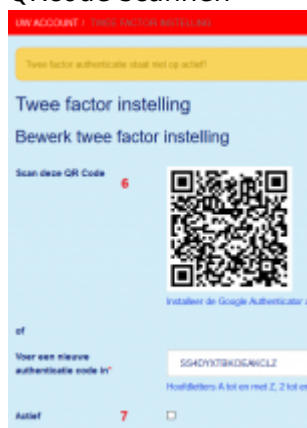 QRcode Scannen
UW ACCOUNT / TWEE FACTOR INSTELLING
Twee factor authenticatie staat niet op actief!
Twee factor instelling
Bewerk twee factor instelling
Scan deze QR Code
6
Installeer de Google Authenticator
of
Voer een nieuwe
authenticatie code in*
Hoofdletters A tot en met Z, 2 tot en
Actief
7